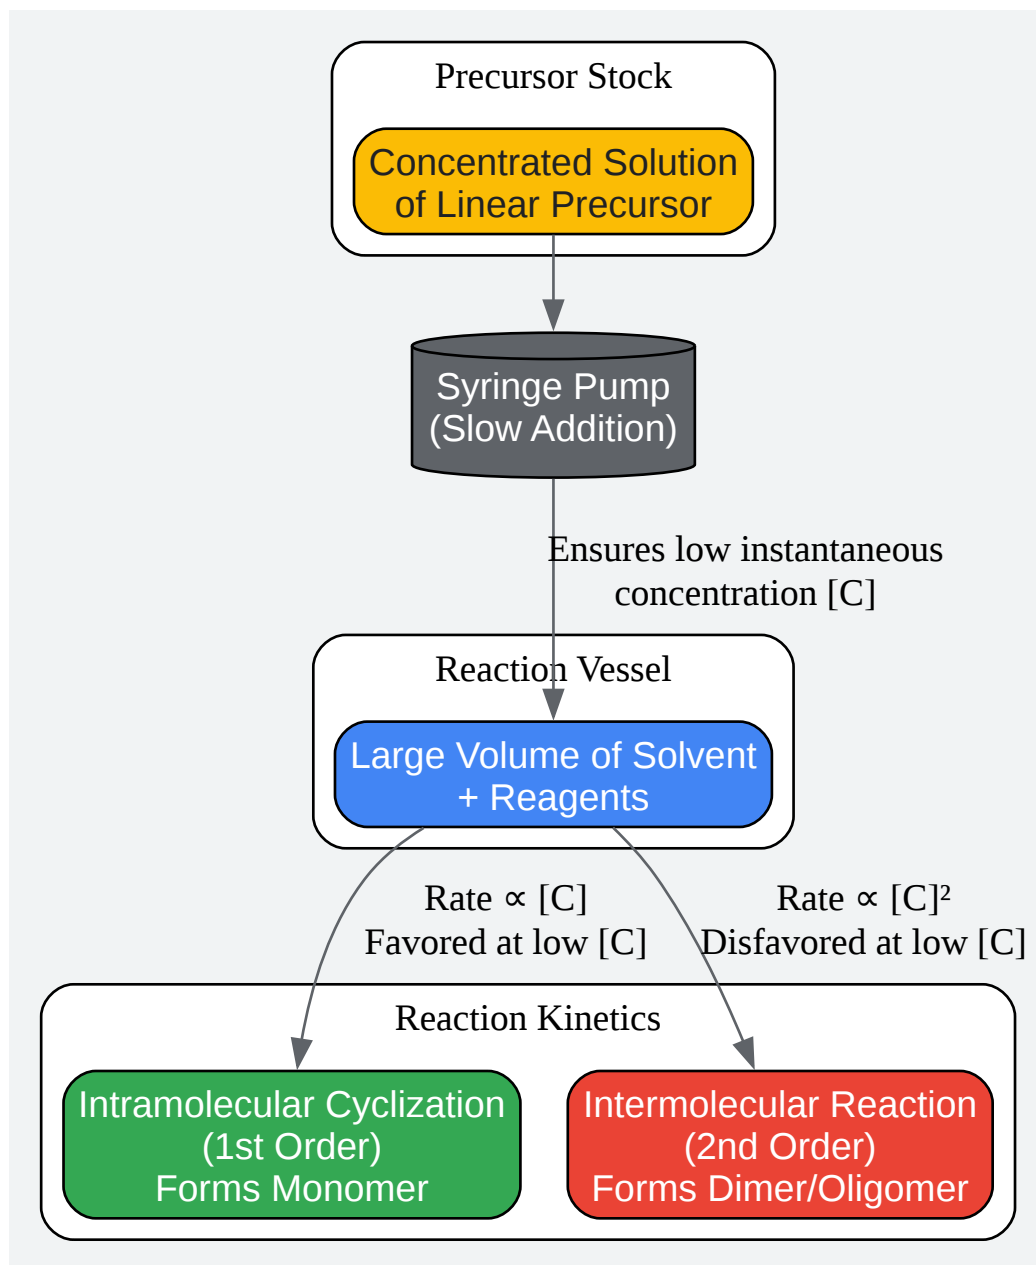 Precursor Stock
Concentrated Solution
of Linear Precursor
Syringe Pump
(Slow Addition)
Ensures low instantaneous
concentration [C]
Reaction Vessel
Large Volume of Solvent
+ Reagents
Rate ∝ [C]
Favored at low [C]
Rate ∝ [C]²
Disfavored at low [C]
Reaction Kinetics
Intramolecular Cyclization
(1st Order)
Forms Monomer
Intermolecular Reaction
(2nd Order)
Forms Dimer/Oligomer